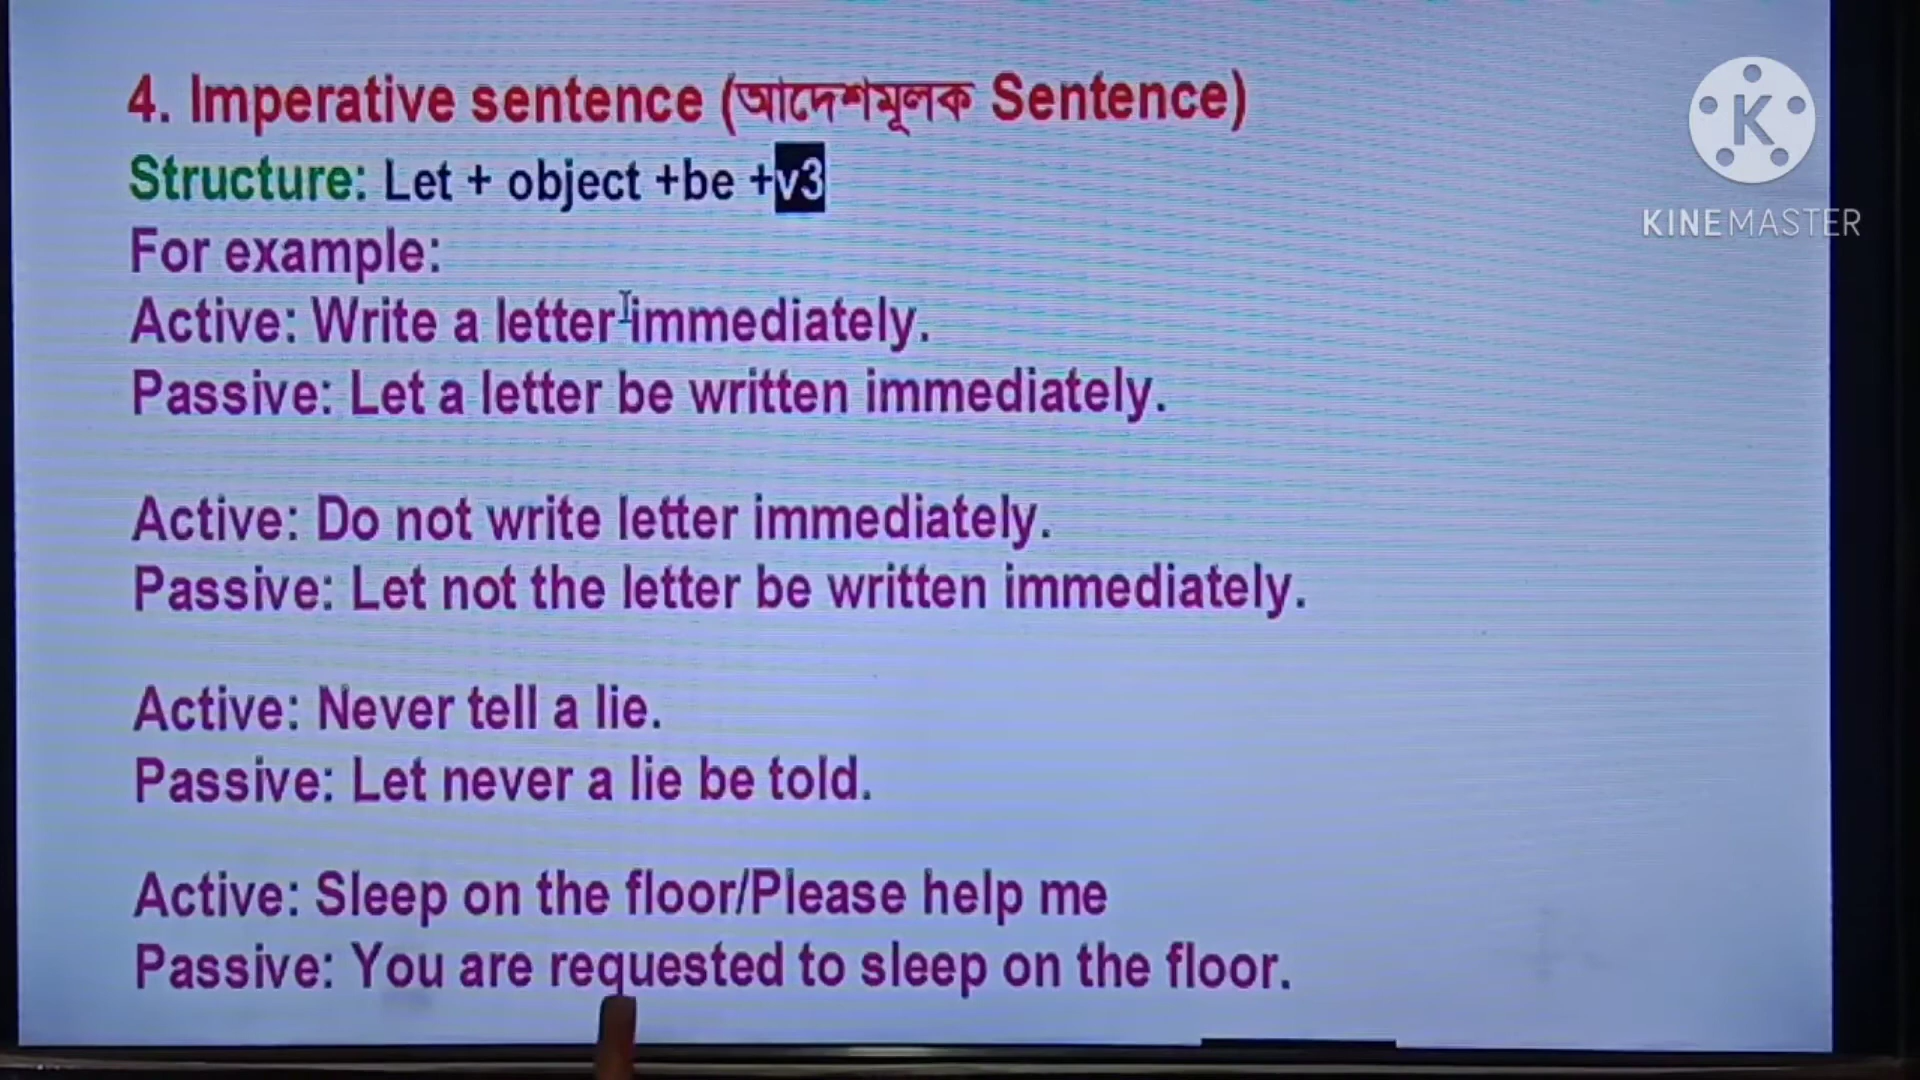 4. Imperative sentence (আদেশমূলক Sentence)
Structure: Let + object +be +v3
For example:
Active: Write a letter immediately.
Passive: Let a letter be written immediately.
Active: Do not write letter immediately.
Passive: Let not the letter be written immediately.
Active: Never tell a lie.
Passive: Let never a lie be told.
Active: Sleep on the floor/Please help me
Passive: You are requested to sleep on the floor.
K
KINEMASTER